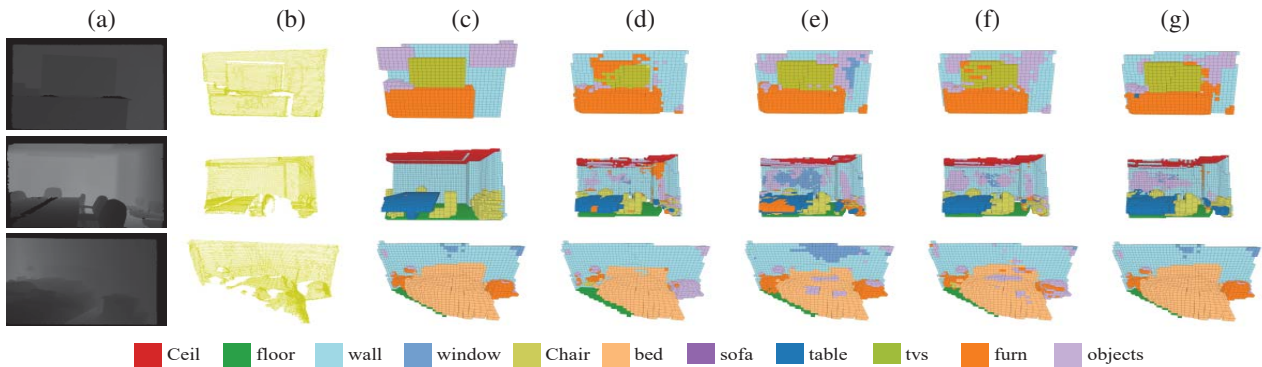 (a) (b) (c) (d) (e) (f) (g)
Ceil floor wall window Chair bed sofa table tvs furn objects